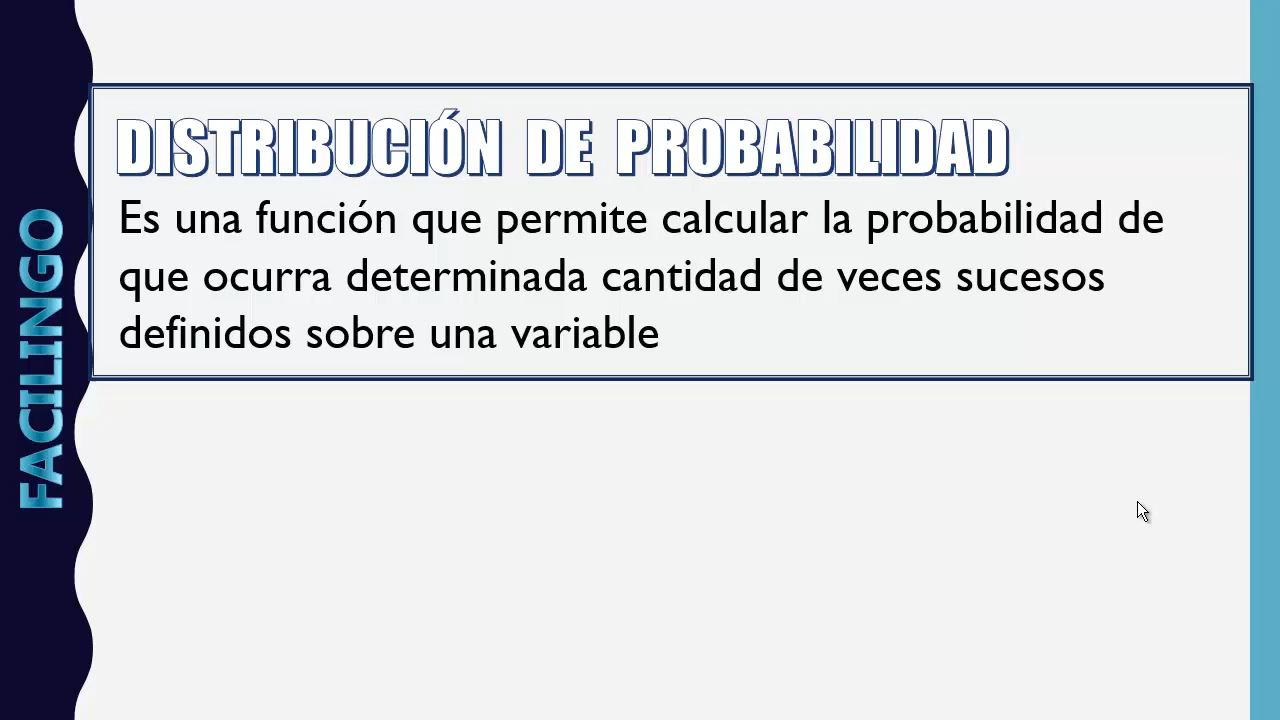 DISTRIBUCIÓN DE PROBABILIDAD
Es una función que permite calcular la probabilidad de
que ocurra determinada cantidad de veces sucesos
definidos sobre una variable
FACILINGO